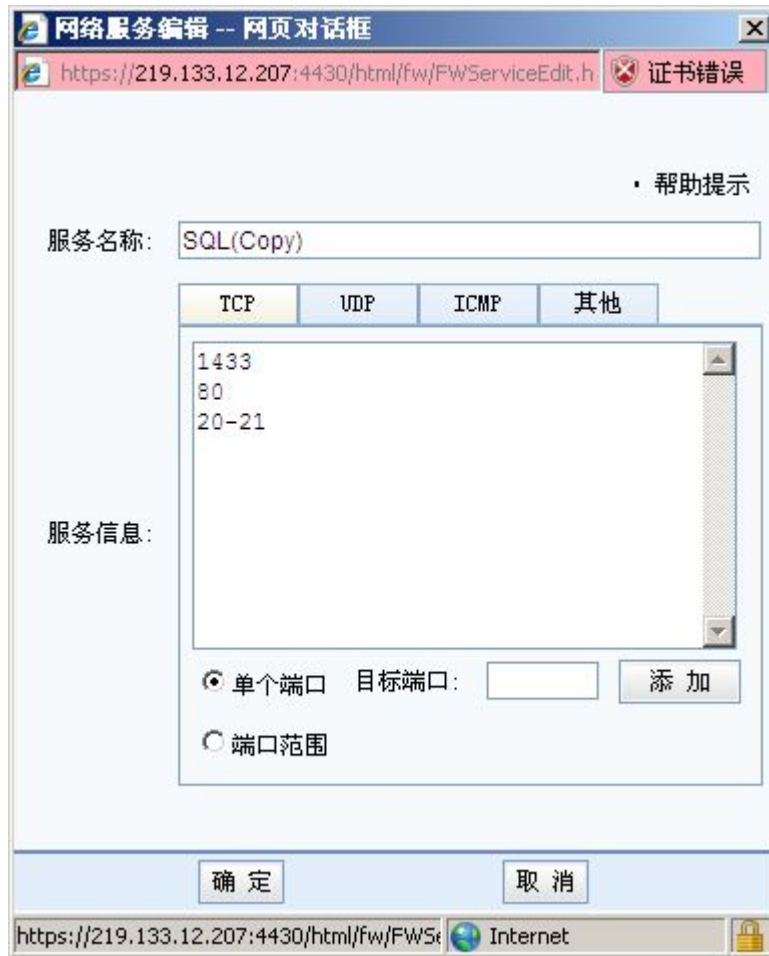 网络服务编辑 -- 网页对话框
https://219.133.12.207:4430/html/fw/FWServiceEdit.h
证书错误
· 帮助提示
服务名称:
SQL(Copy)
TCP
UDP
ICMP
其他
1433
80
20-21
服务信息:
单个端口
目标端口:
添 加
端口范围
确 定
取 消
https://219.133.12.207:4430/html/fw/FWSe
Internet